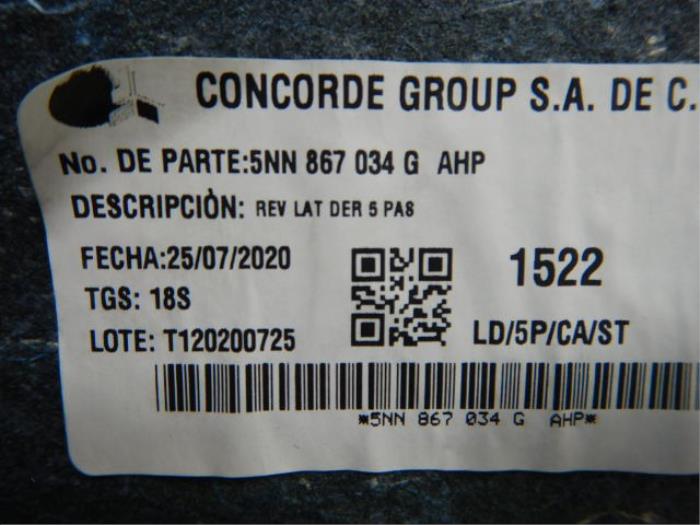 CONCORDE GROUP S.A. DE C.
No. DE PARTE:5NN 867 034 G AHP
DESCRIPCIÒN: REV LAT DER 5 PAS
FECHA:25/07/2020
1522
TGS: 18S
LOTE: T120200725
LD/5P/CA/ST
*5NN 867 034 G AHP*